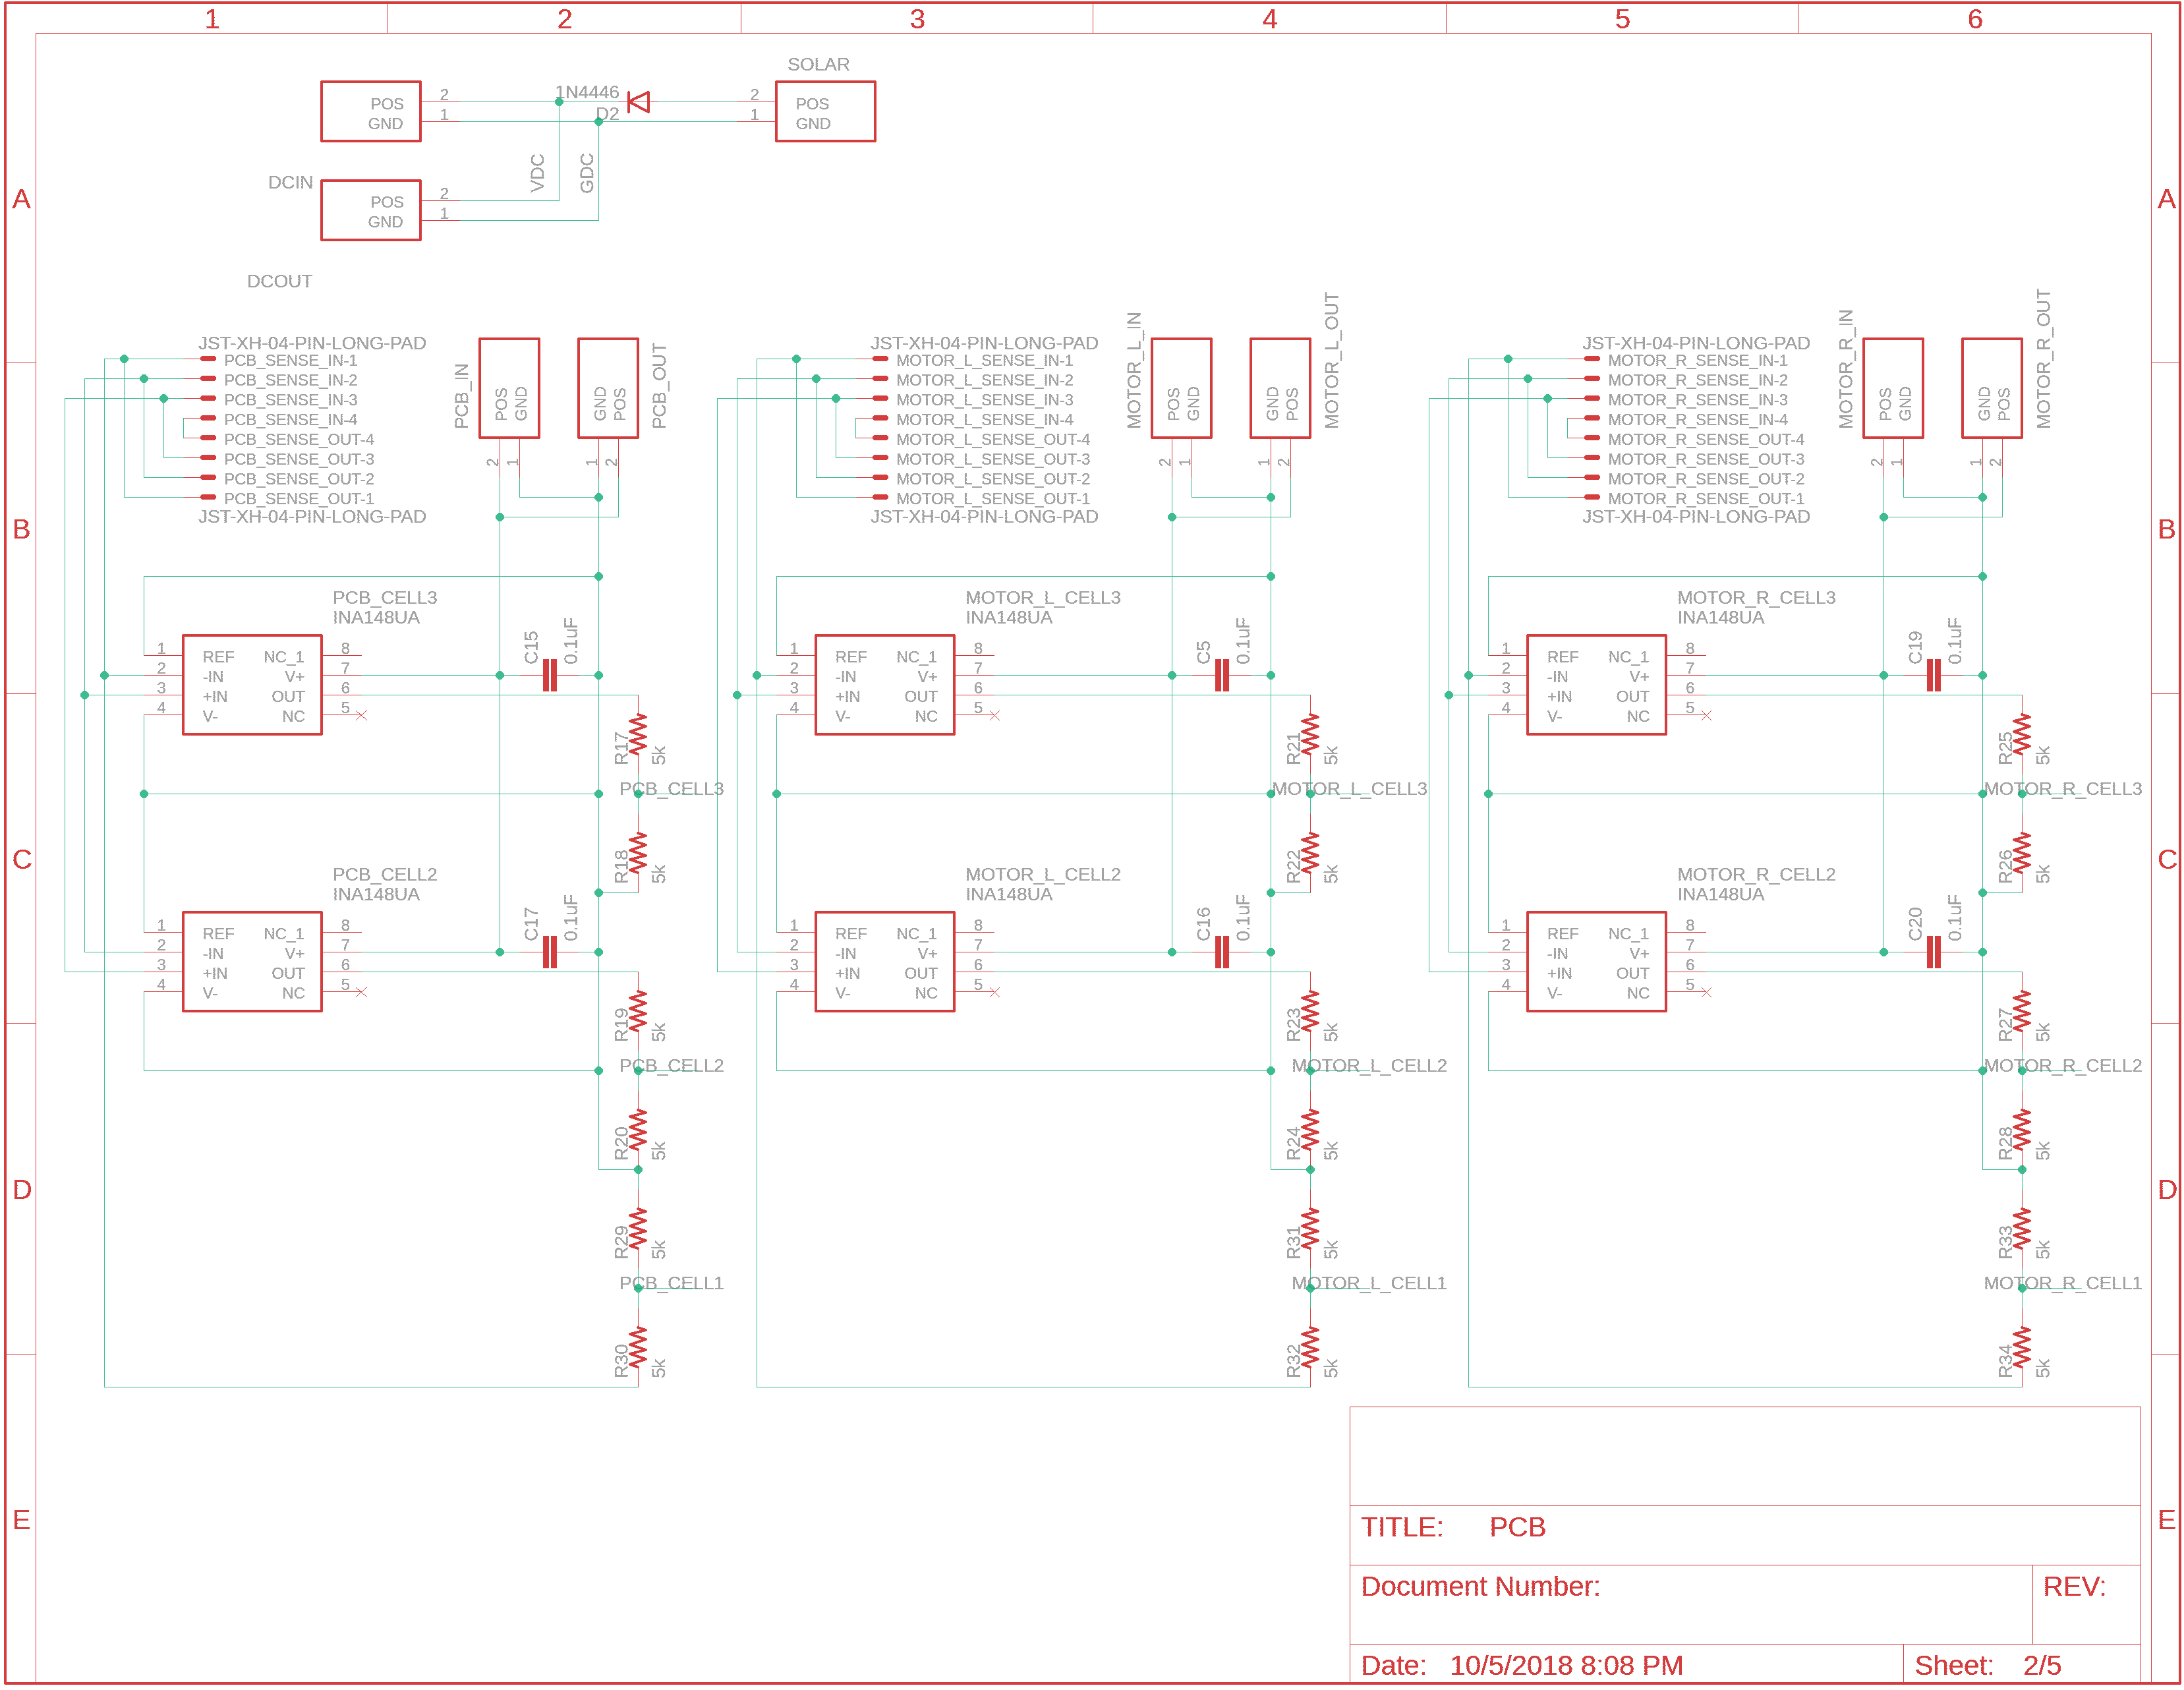 1 2 3 4 5 6
SOLAR
1N4446
D2
POS 2
GND 1
2 POS
1 GND
A A
DCIN
POS 2
GND 1
VDC
GDC
DCOUT
JST-XH-04-PIN-LONG-PAD
PCB_SENSE_IN-1
PCB_SENSE_IN-2
PCB_SENSE_IN-3
PCB_SENSE_IN-4
PCB_SENSE_OUT-4
PCB_SENSE_OUT-3
PCB_SENSE_OUT-2
PCB_SENSE_OUT-1
JST-XH-04-PIN-LONG-PAD
PCB_IN
POS
GND
2 1
PCB_OUT
GND
POS
1 2
JST-XH-04-PIN-LONG-PAD
MOTOR_L_SENSE_IN-1
MOTOR_L_SENSE_IN-2
MOTOR_L_SENSE_IN-3
MOTOR_L_SENSE_IN-4
MOTOR_L_SENSE_OUT-4
MOTOR_L_SENSE_OUT-3
MOTOR_L_SENSE_OUT-2
MOTOR_L_SENSE_OUT-1
JST-XH-04-PIN-LONG-PAD
MOTOR_L_IN
POS
GND
2 1
MOTOR_L_OUT
GND
POS
1 2
JST-XH-04-PIN-LONG-PAD
MOTOR_R_SENSE_IN-1
MOTOR_R_SENSE_IN-2
MOTOR_R_SENSE_IN-3
MOTOR_R_SENSE_IN-4
MOTOR_R_SENSE_OUT-4
MOTOR_R_SENSE_OUT-3
MOTOR_R_SENSE_OUT-2
MOTOR_R_SENSE_OUT-1
JST-XH-04-PIN-LONG-PAD
MOTOR_R_IN
POS
GND
2 1
MOTOR_R_OUT
GND
POS
1 2
B B
PCB_CELL3
INA148UA
1 REF NC_1 8
2 -IN V+ 7
3 +IN OUT 6
4 V- NC 5
C15
0.1uF
R17
5k
PCB_CELL3
R18
5k
MOTOR_L_CELL3
INA148UA
1 REF NC_1 8
2 -IN V+ 7
3 +IN OUT 6
4 V- NC 5
C5
0.1uF
R21
5k
MOTOR_L_CELL3
R22
5k
MOTOR_R_CELL3
INA148UA
1 REF NC_1 8
2 -IN V+ 7
3 +IN OUT 6
4 V- NC 5
C19
0.1uF
R25
5k
MOTOR_R_CELL3
R26
5k
C C
PCB_CELL2
INA148UA
1 REF NC_1 8
2 -IN V+ 7
3 +IN OUT 6
4 V- NC 5
C17
0.1uF
R19
5k
PCB_CELL2
R20
5k
R29
5k
PCB_CELL1
R30
5k
MOTOR_L_CELL2
INA148UA
1 REF NC_1 8
2 -IN V+ 7
3 +IN OUT 6
4 V- NC 5
C16
0.1uF
R23
5k
MOTOR_L_CELL2
R24
5k
R31
5k
MOTOR_L_CELL1
R32
5k
MOTOR_R_CELL2
INA148UA
1 REF NC_1 8
2 -IN V+ 7
3 +IN OUT 6
4 V- NC 5
C20
0.1uF
R27
5k
MOTOR_R_CELL2
R28
5k
R33
5k
MOTOR_R_CELL1
R34
5k
D D
E E
TITLE: PCB
Document Number:
REV:
Date: 10/5/2018 8:08 PM
Sheet: 2/5